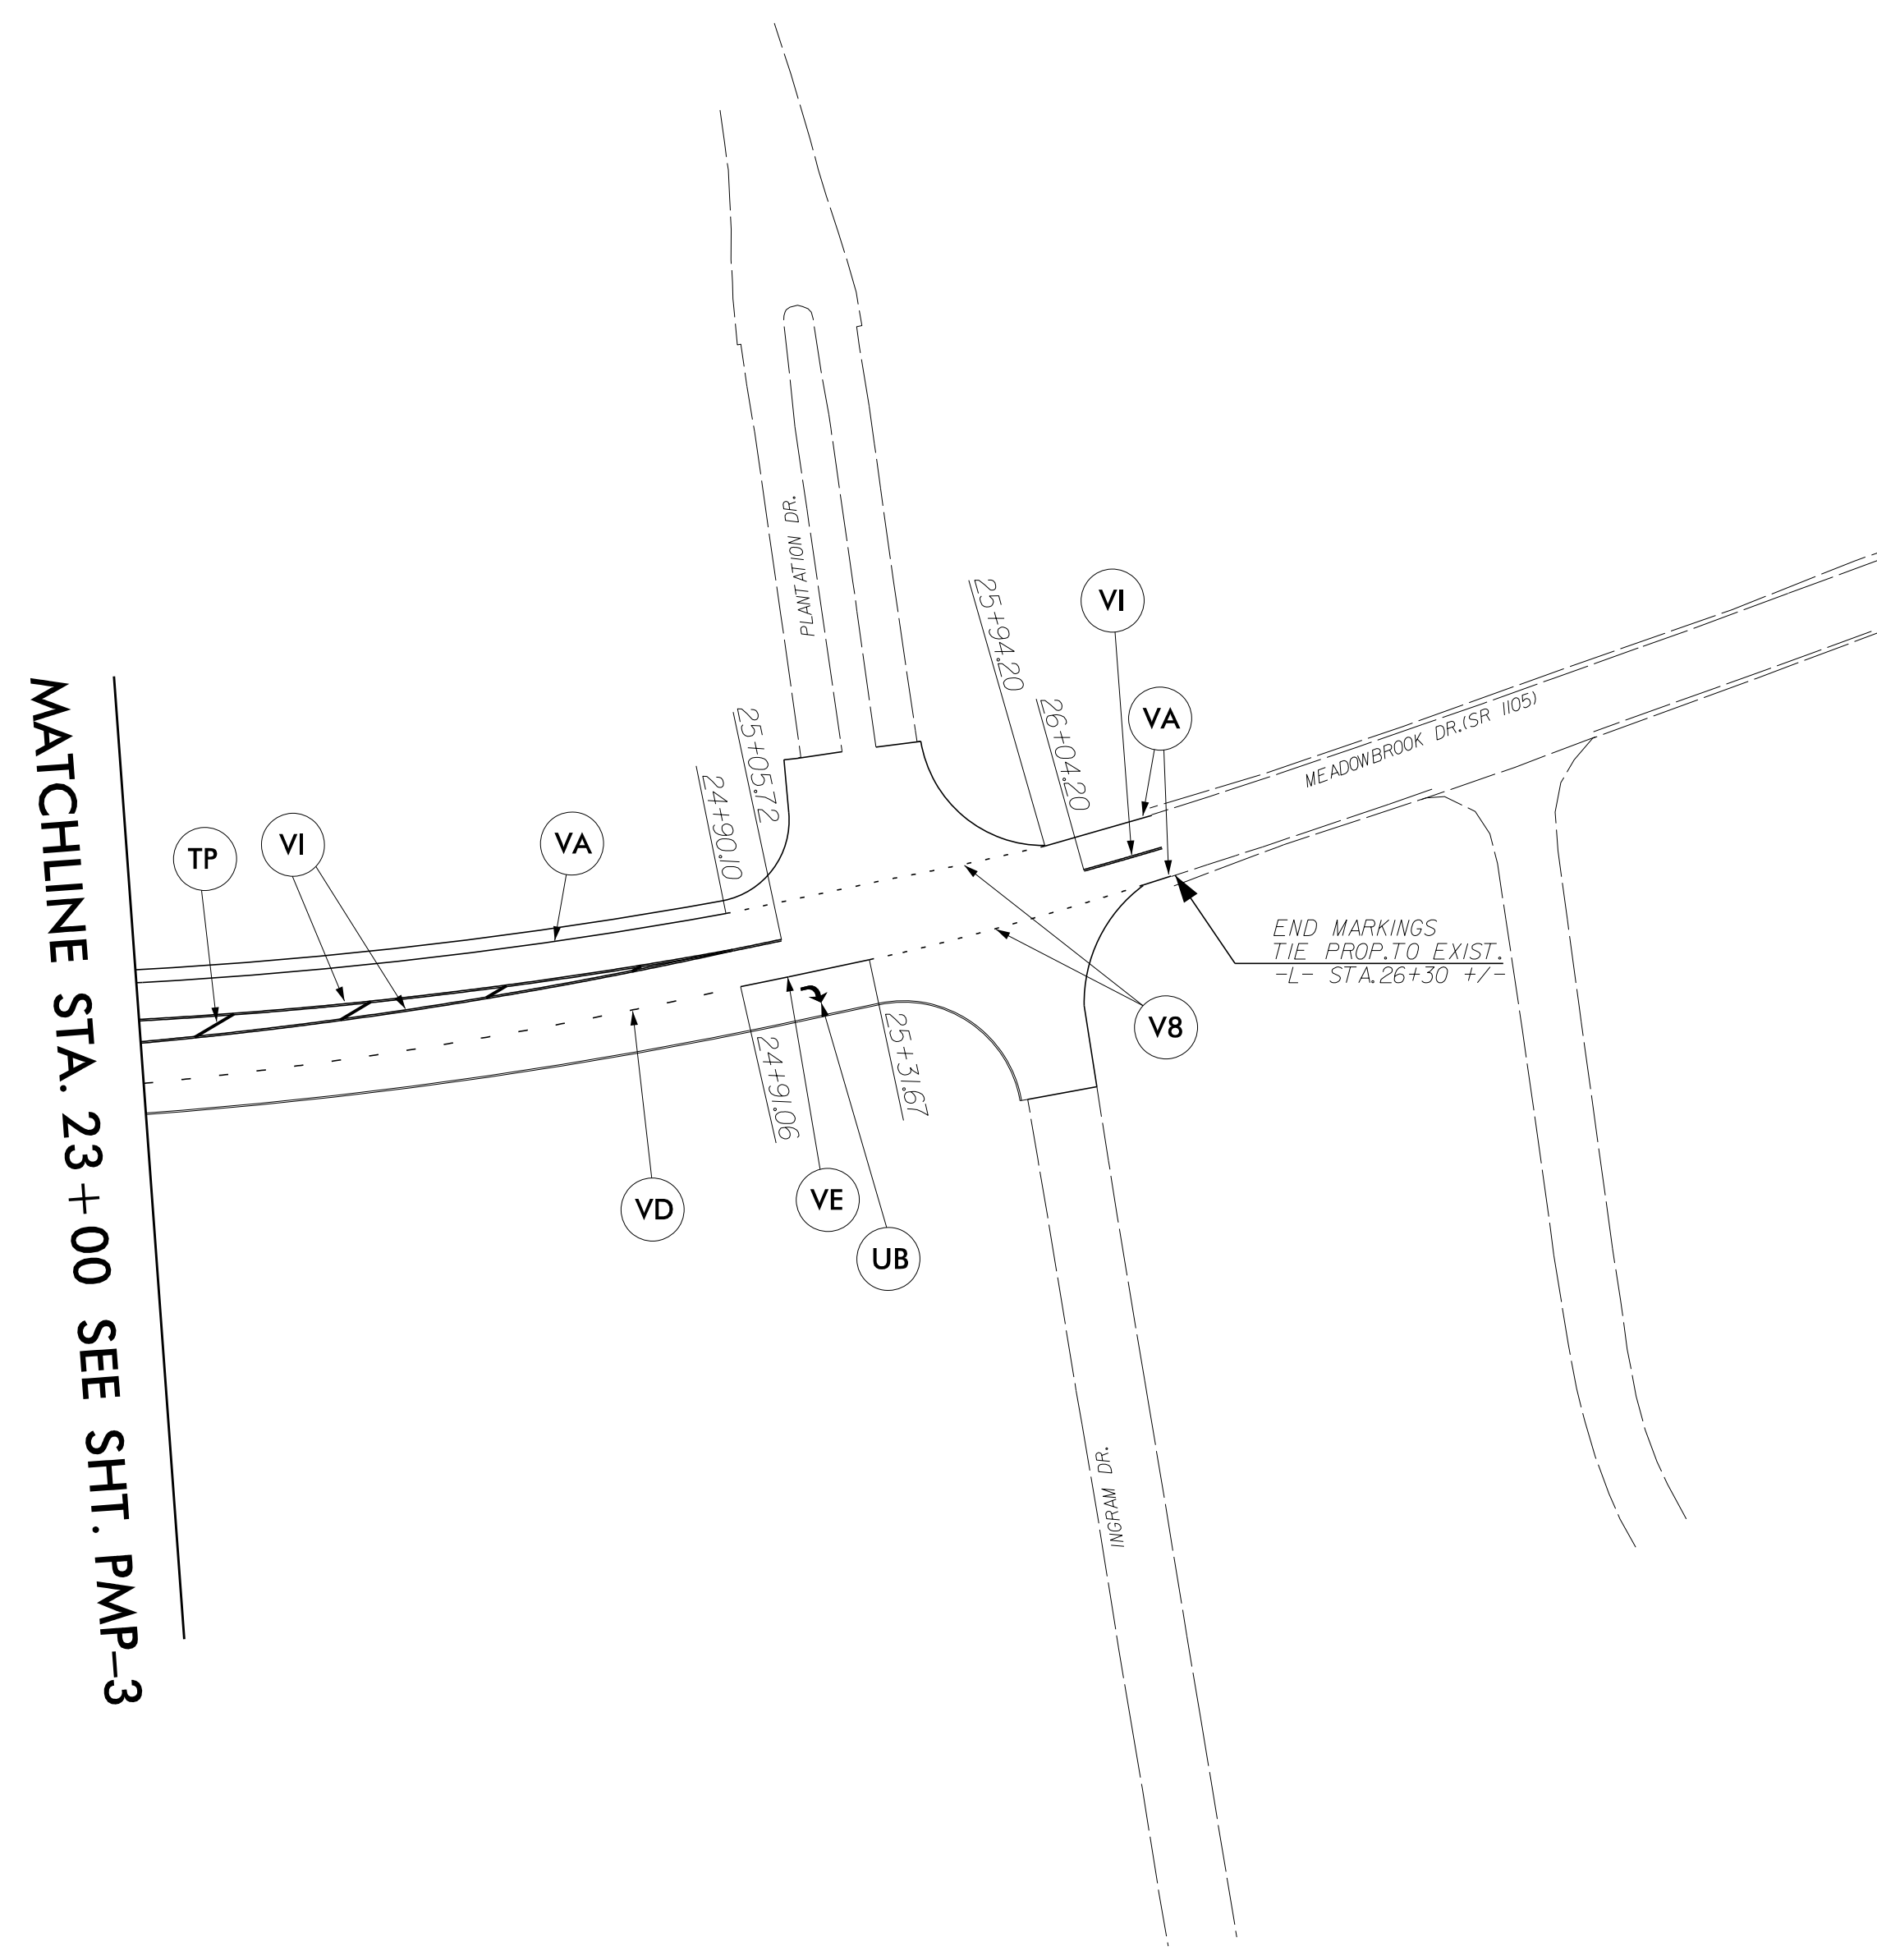 PLANTATION DR.
25+94.20
26+04.20
VI
VA
MEADOWBROOK DR.(SR 1105)
25+05.72
24+90.10
TP
VI
VA
END MARKINGS
TIE PROP.TO EXIST.
-L- STA.26+30 +/-
V8
24+91.06
25+31.67
VD
VE
UB
INGRAM DR.
MATCHLINE STA. 23+00 SEE SHT. PMP-3